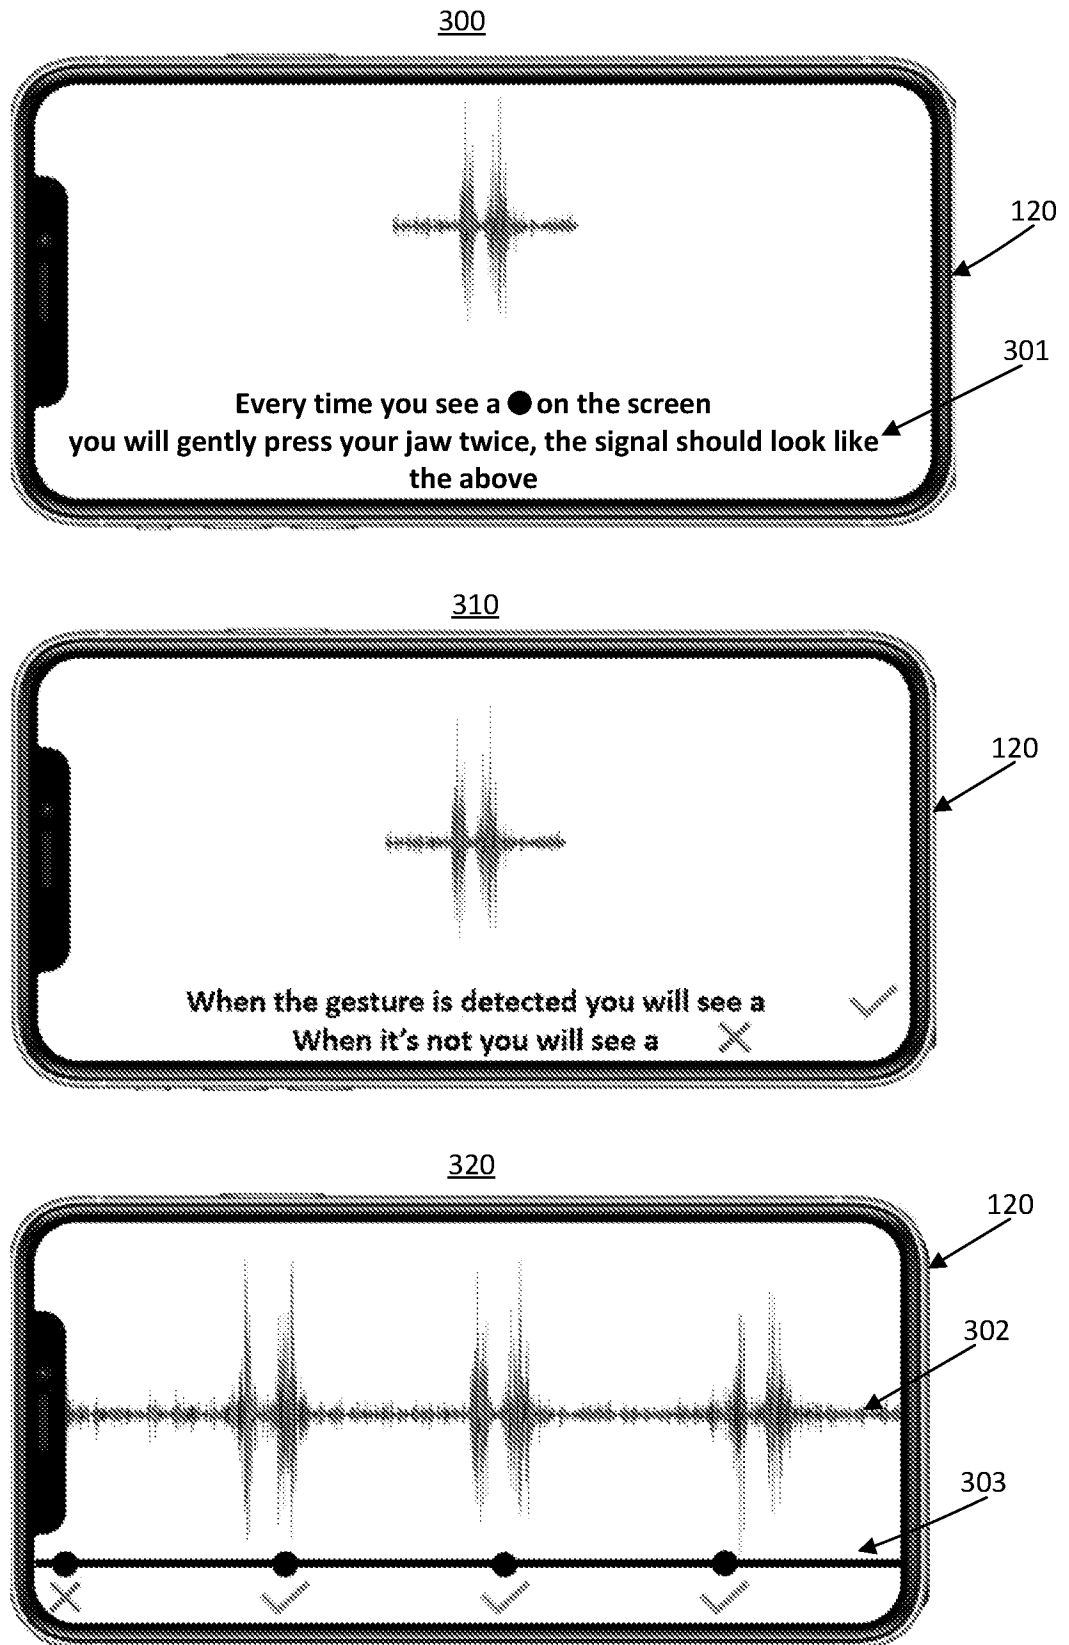 300
120
301
Every time you see a ● on the screen
you will gently press your jaw twice, the signal should look like
the above
310
120
When the gesture is detected you will see a ✓
When it's not you will see a ✕
320
120
302
303
✕ ✓ ✓ ✓